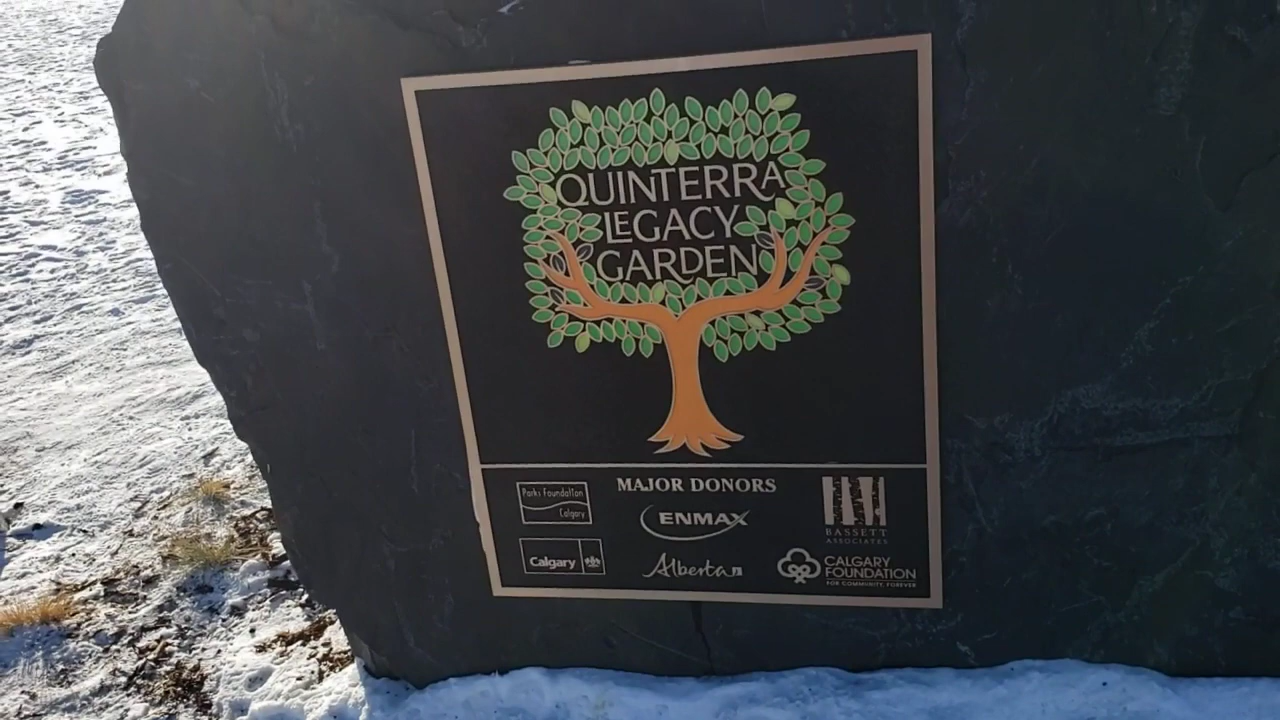 QUINTERRA
LEGACY
GARDEN
MAJOR DONORS
Parks Foundation
Calgary
ENMAX
BASSETT
ASSOCIATES
Calgary
Alberta
CALGARY
FOUNDATION
FOR COMMUNITY, FOREVER